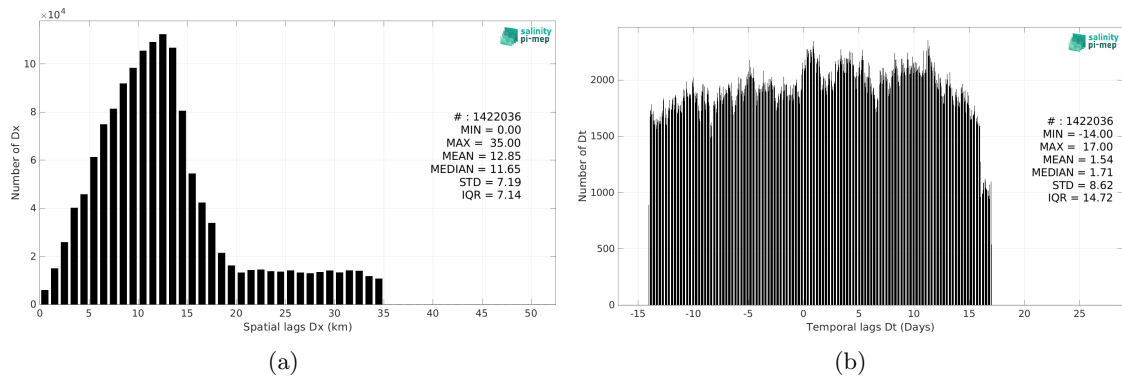 ×10⁴
Number of Dx
10
8
6
4
2
0
0 5 10 15 20 25 30 35 40 45 50
Spatial lags Dx (km)
salinity
pi-mep
# : 1422036
MIN = 0.00
MAX = 35.00
MEAN = 12.85
MEDIAN = 11.65
STD = 7.19
IQR = 7.14
(a)
Number of Dt
2000
1500
1000
500
0
-15 -10 -5 0 5 10 15 20 25
Temporal lags Dt (Days)
salinity
pi-mep
# : 1422036
MIN = -14.00
MAX = 17.00
MEAN = 1.54
MEDIAN = 1.71
STD = 8.62
IQR = 14.72
(b)